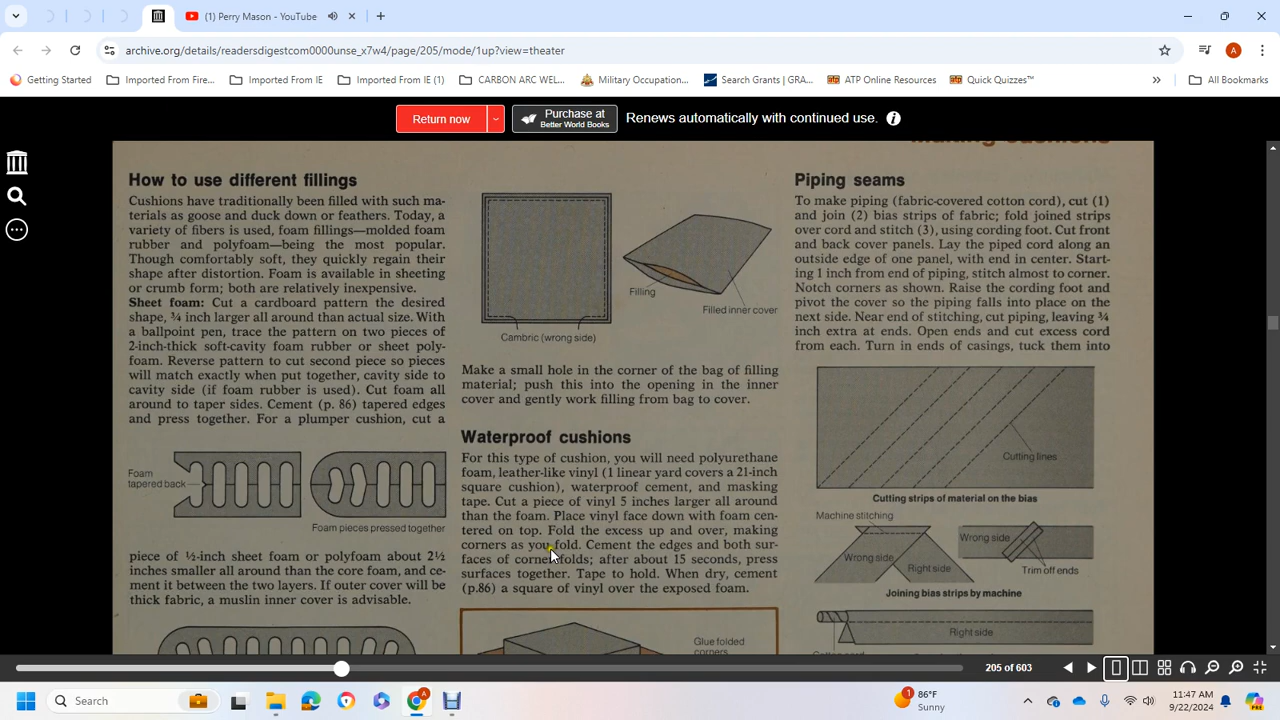 (1) Perry Mason - YouTube
archive.org/details/readersdigestcom0000unse_x7w4/page/205/mode/1up?view=theater
A
Getting Started
Imported From Fire...
Imported From IE
Imported From IE (1)
CARBON ARC WEL...
Military Occupation...
Search Grants | GRA...
ATP Online Resources
Quick Quizzes™
All Bookmarks
Return now
Purchase at
Better World Books
Renews automatically with continued use.
How to use different fillings
Cushions have traditionally been filled with such ma-
terials as goose and duck down or feathers. Today, a
variety of fibers is used, foam fillings—molded foam
rubber and polyfoam—being the most popular.
Though comfortably soft, they quickly regain their
shape after distortion. Foam is available in sheeting
or crumb form; both are relatively inexpensive.
Sheet foam: Cut a cardboard pattern the desired
shape, ¾ inch larger all around than actual size. With
a ballpoint pen, trace the pattern on two pieces of
2-inch-thick soft-cavity foam rubber or sheet poly-
foam. Reverse pattern to cut second piece so pieces
will match exactly when put together, cavity side to
cavity side (if foam rubber is used). Cut foam all
around to taper sides. Cement (p. 86) tapered edges
and press together. For a plumper cushion, cut a
Foam
tapered back
Foam pieces pressed together
piece of ½-inch sheet foam or polyfoam about 2½
inches smaller all around than the core foam, and ce-
ment it between the two layers. If outer cover will be
thick fabric, a muslin inner cover is advisable.
Filling
Filled inner cover
Cambric (wrong side)
Make a small hole in the corner of the bag of filling
material; push this into the opening in the inner
cover and gently work filling from bag to cover.
Waterproof cushions
For this type of cushion, you will need polyurethane
foam, leather-like vinyl (1 linear yard covers a 21-inch
square cushion), waterproof cement, and masking
tape. Cut a piece of vinyl 5 inches larger all around
than the foam. Place vinyl face down with foam cen-
tered on top. Fold the excess up and over, making
corners as you fold. Cement the edges and both sur-
faces of corner folds; after about 15 seconds, press
surfaces together. Tape to hold. When dry, cement
(p.86) a square of vinyl over the exposed foam.
Glue folded
corners
Piping seams
To make piping (fabric-covered cotton cord), cut (1)
and join (2) bias strips of fabric; fold joined strips
over cord and stitch (3), using cording foot. Cut front
and back cover panels. Lay the piped cord along an
outside edge of one panel, with end in center. Start-
ing 1 inch from end of piping, stitch almost to corner.
Notch corners as shown. Raise the cording foot and
pivot the cover so the piping falls into place on the
next side. Near end of stitching, cut piping, leaving ¾
inch extra at ends. Open ends and cut excess cord
from each. Turn in ends of casings, tuck them into
Cutting lines
Cutting strips of material on the bias
Machine stitching
Wrong side
Right side
Wrong side
Trim off ends
Joining bias strips by machine
Right side
205 of 603
Search
1
86°F
Sunny
11:47 AM
9/22/2024